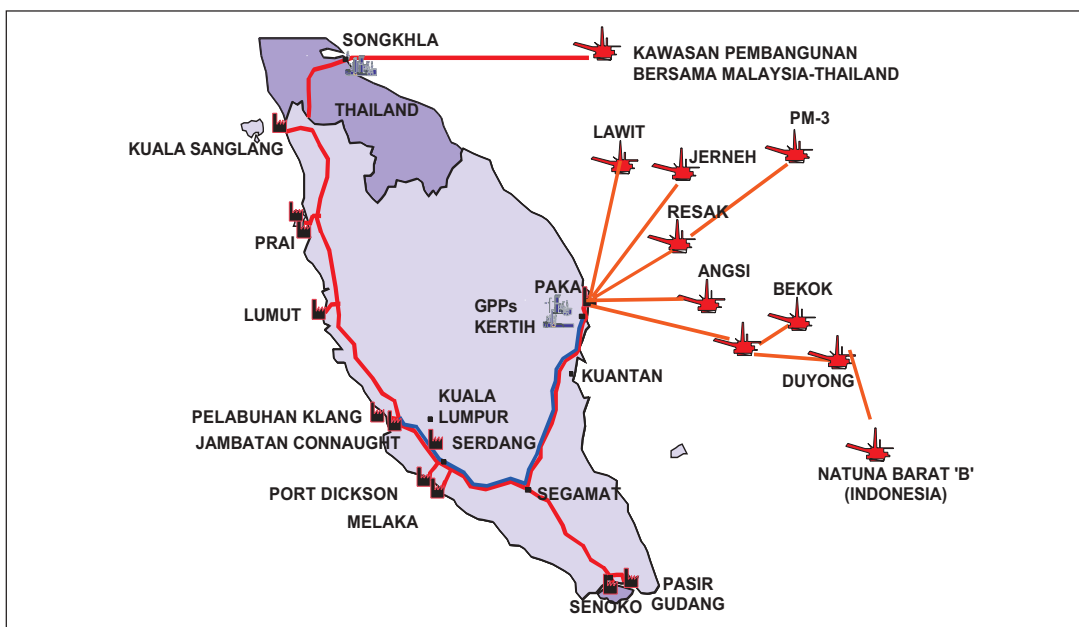 SONGKHLA
KAWASAN PEMBANGUNAN
BERSAMA MALAYSIA-THAILAND
THAILAND
PM-3
LAWIT
JERNEH
KUALA SANGLANG
RESAK
PRAI
ANGSI
PAKA
BEKOK
GPPs
KERTIH
LUMUT
DUYONG
KUANTAN
KUALA
LUMPUR
PELABUHAN KLANG
JAMBATAN CONNAUGHT
SERDANG
NATUNA BARAT 'B'
(INDONESIA)
PORT DICKSON
SEGAMAT
MELAKA
PASIR
GUDANG
SENOKO